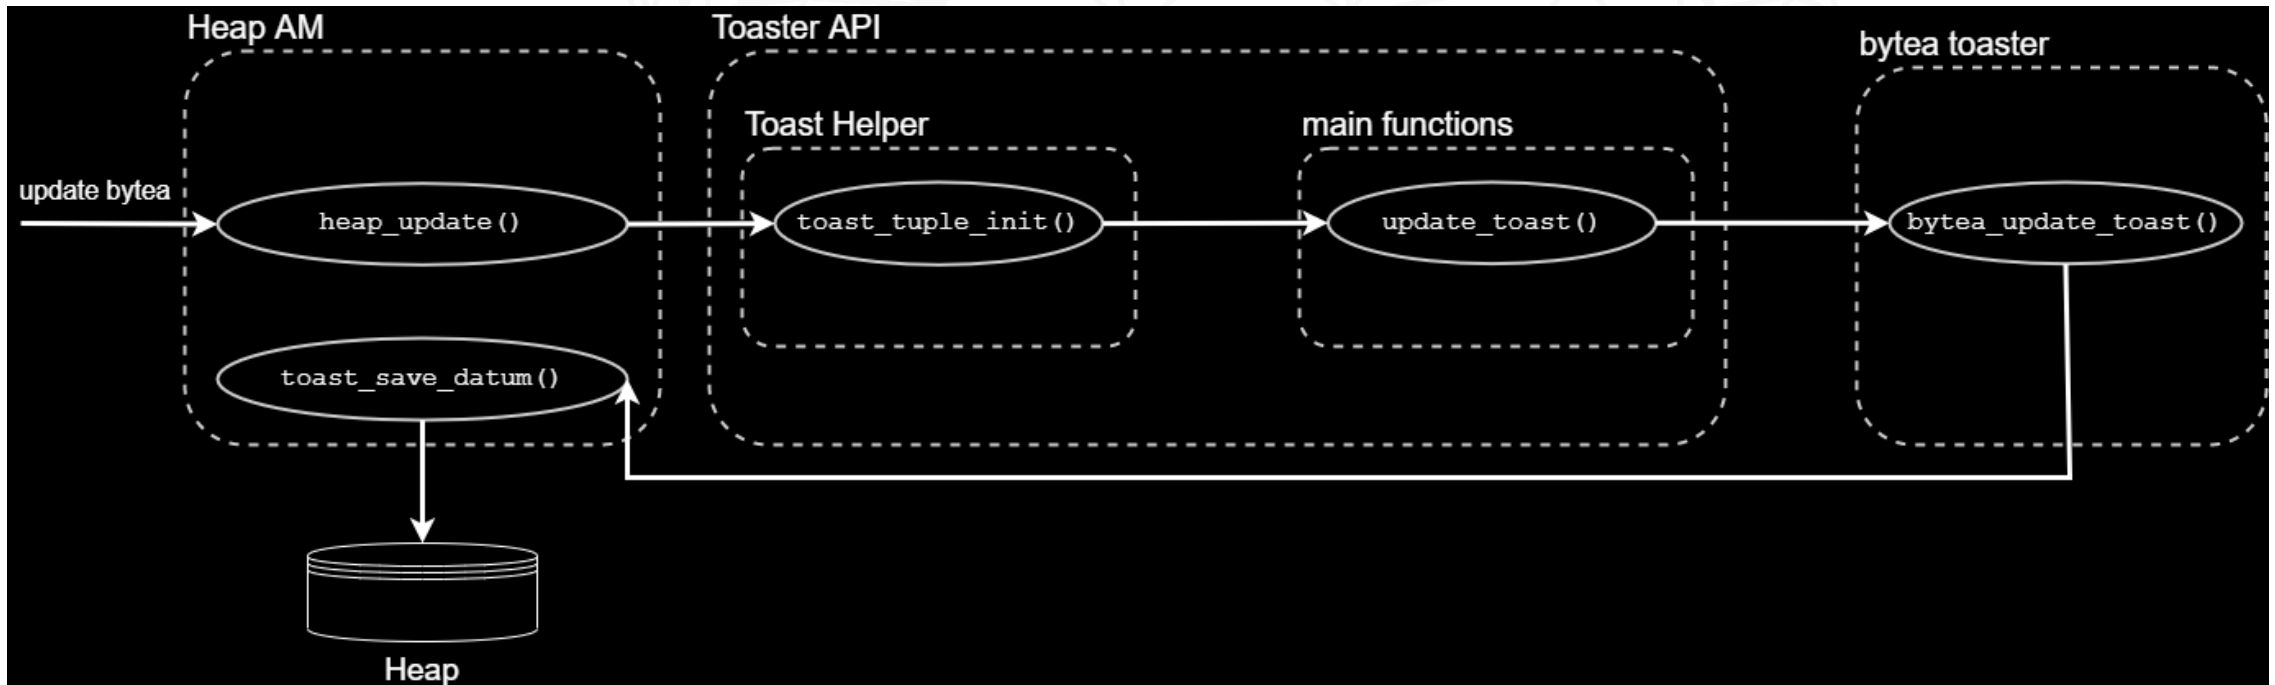 Heap AM
Toaster API
bytea toaster
Toast Helper
main functions
update bytea
heap_update()
toast_tuple_init()
update_toast()
bytea_update_toast()
toast_save_datum()
Heap